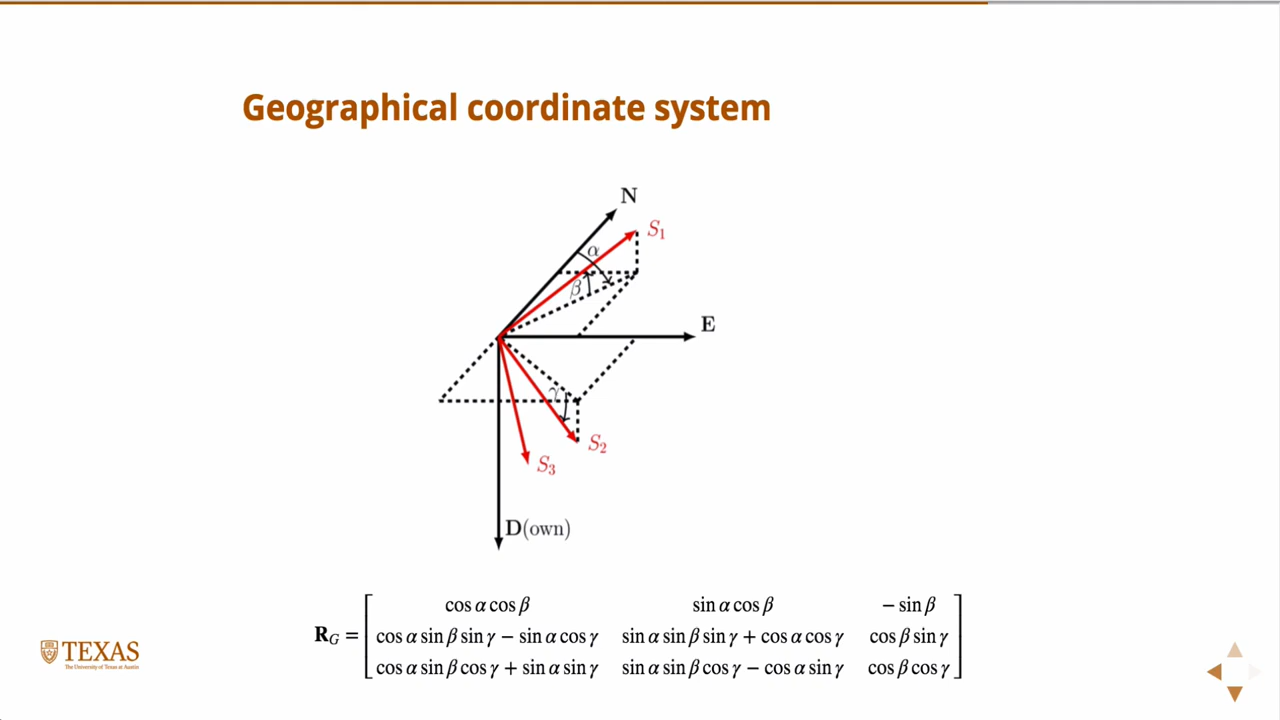 Geographical coordinate system
N
S₁
α
β
E
γ
S₂
S₃
D(own)
R_G = [ cos α cos β   sin α cos β   − sin β
cos α sin β sin γ − sin α cos γ   sin α sin β sin γ + cos α cos γ   cos β sin γ
cos α sin β cos γ + sin α sin γ   sin α sin β cos γ − cos α sin γ   cos β cos γ ]
TEXAS
The University of Texas at Austin